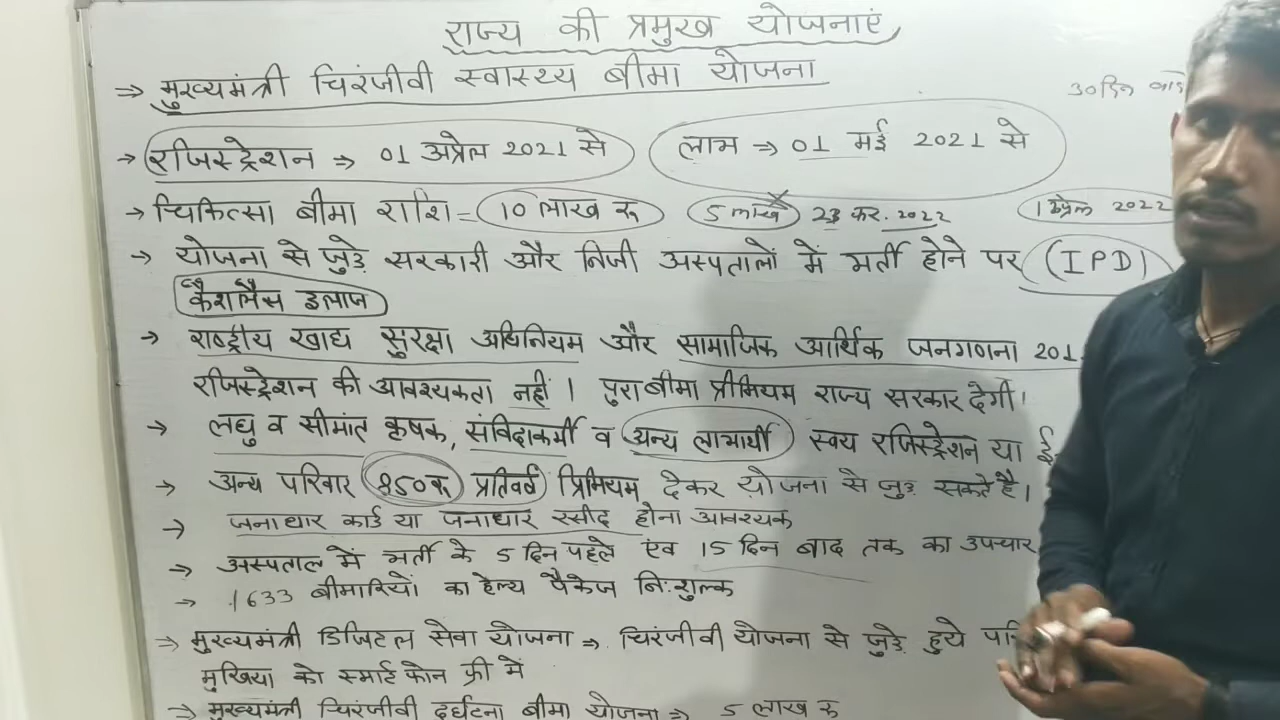 राज्य की प्रमुख योजनाएं
→ मुख्यमंत्री चिरंजीवी स्वास्थ्य बीमा योजना
30 दिन
→ रजिस्ट्रेशन ⇒ 01 अप्रेल 2021 से लाभ ⇒ 01 मई 2021 से
→ चिकित्सा बीमा राशि = 10 लाख रू 5 लाख 23 फर. 2022 1 अप्रेल 2022
→ योजना से जुड़े सरकारी और निजी अस्पतालों में भर्ती होने पर (IPD)
कैशलैस इलाज
→ राष्ट्रीय खाद्य सुरक्षा अधिनियम और सामाजिक आर्थिक जनगणना 201
रजिस्ट्रेशन की आवश्यकता नही । पुरा बीमा प्रीमियम राज्य सरकार देगी।
→ लघु व सीमांत कृषक, संविदाकर्मी व अन्य लाभार्थी स्वय रजिस्ट्रेशन या ई
→ अन्य परिवार 850 रू प्रतिवर्ष प्रिमियम देकर योजना से जुड़ सकते है।
→ जनाधार कार्ड या जनाधार रसीद होना आवश्यक
→ अस्पताल में भर्ती के 5 दिन पहले एंव 15 दिन बाद तक का उपचार
→ 1633 बीमारियों का हेल्थ पैकेज निःशुल्क
→ मुख्यमंत्री डिजिटल सेवा योजना ⇒ चिरंजीवी योजना से जुड़े हुये
मुखिया को स्मार्ट फोन फ्री में
→ मुख्यमंत्री चिरंजीवी दुर्घटना बीमा योजना ⇒ 5 लाख रू